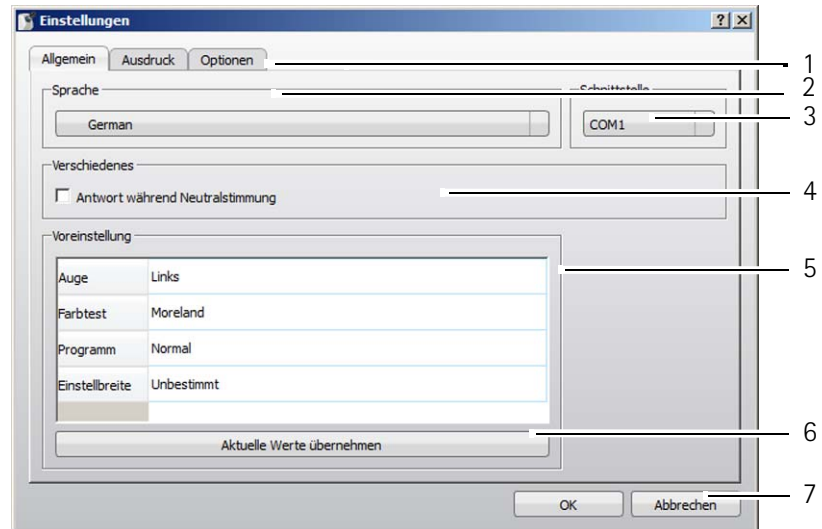 Einstellungen
Allgemein Ausdruck Optionen
1
Sprache
2
Schnittstelle
German
COM1
3
Verschiedenes
Antwort während Neutralstimmung
4
Voreinstellung
5
Auge Links
Farbtest Moreland
Programm Normal
Einstellbreite Unbestimmt
Aktuelle Werte übernehmen
6
OK Abbrechen
7